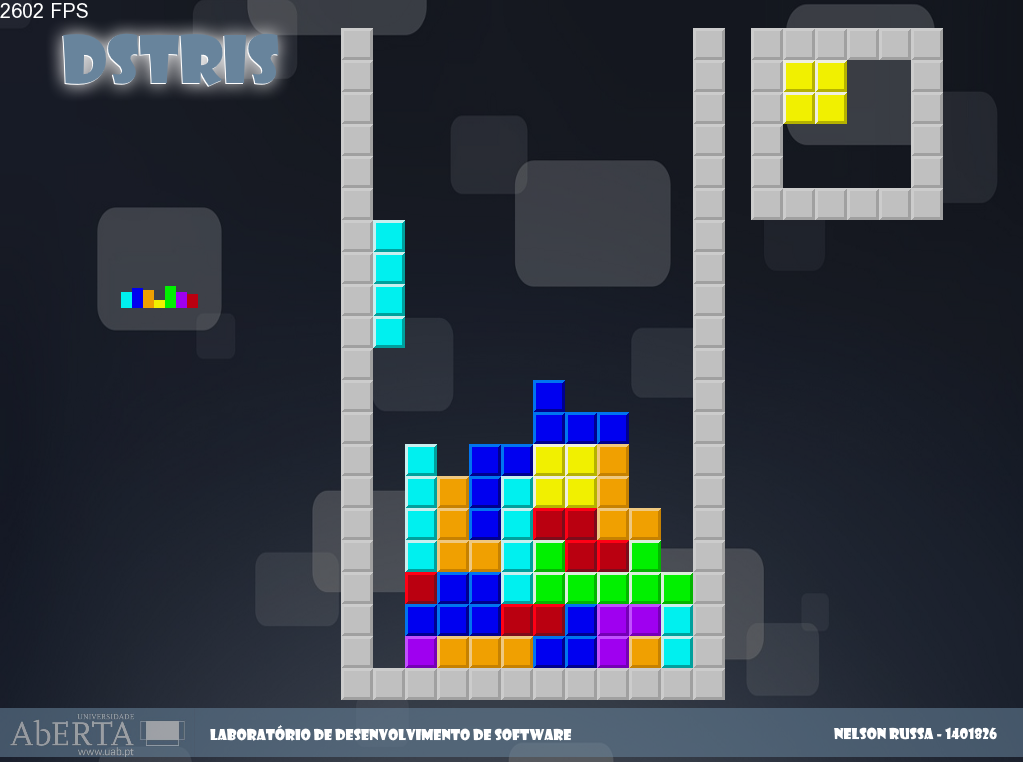 2602 FPS
DSTRIS
UNIVERSIDADE
AbERTA
www.uab.pt
LABORATÓRIO DE DESENVOLVIMENTO DE SOFTWARE
NELSON RUSSA - 1401826